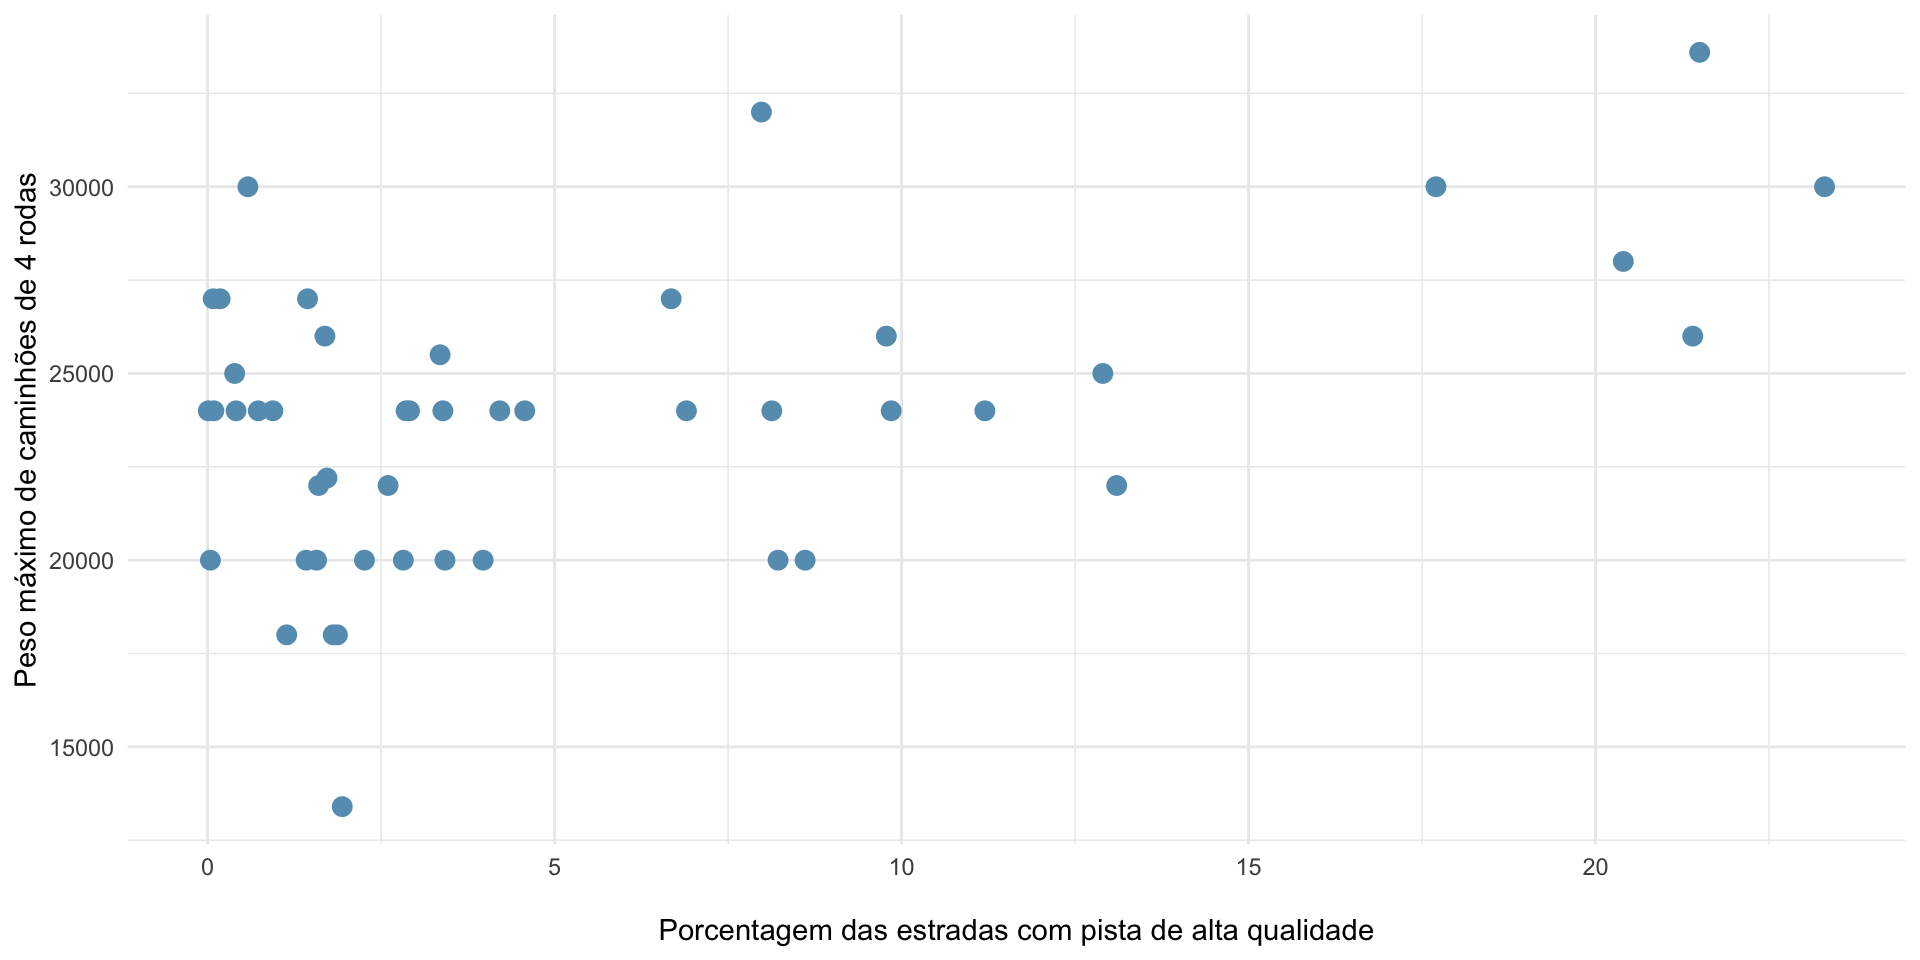 Peso máximo de caminhões de 4 rodas
30000
25000
20000
15000
0 5 10 15 20
Porcentagem das estradas com pista de alta qualidade